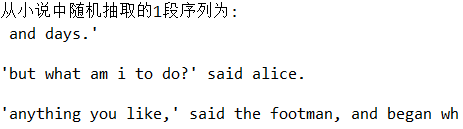 从小说中随机抽取的1段序列为:
and days.'
'but what am i to do?' said alice.
'anything you like,' said the footman, and began wh